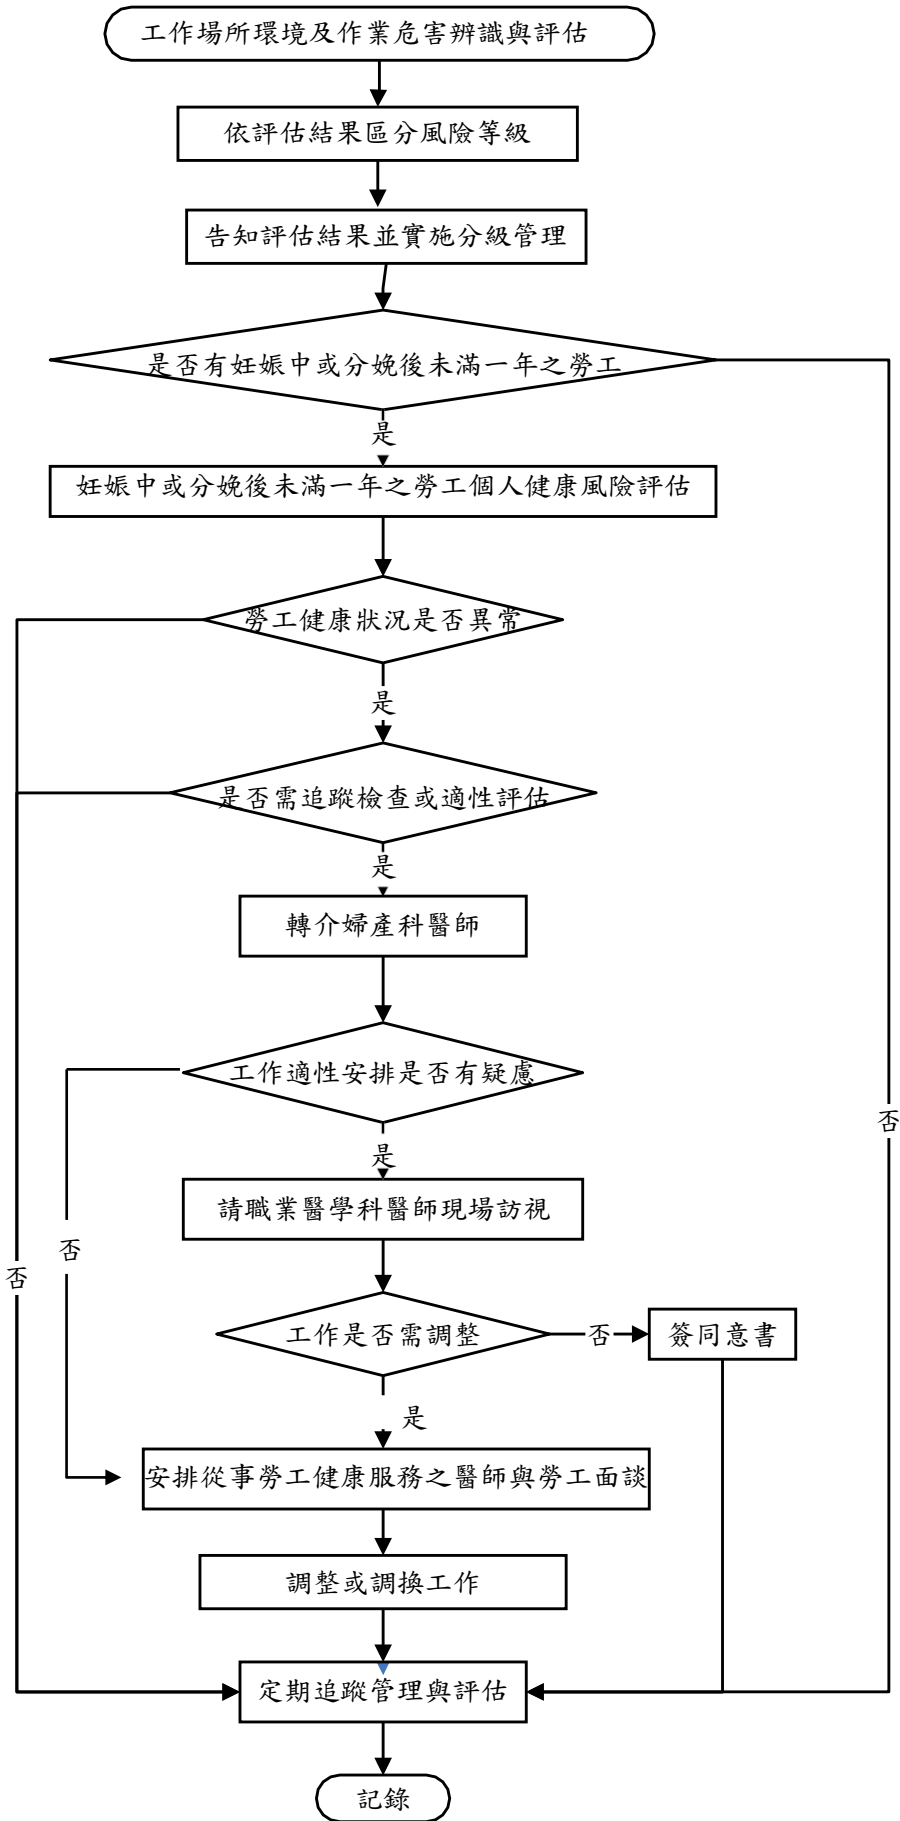 工作場所環境及作業危害辨識與評估
依評估結果區分風險等級
告知評估結果並實施分級管理
是否有妊娠中或分娩後未滿一年之勞工
是
妊娠中或分娩後未滿一年之勞工個人健康風險評估
勞工健康狀況是否異常
是
是否需追蹤檢查或適性評估
是
轉介婦產科醫師
工作適性安排是否有疑慮
否
是
請職業醫學科醫師現場訪視
否
否
工作是否需調整
否
簽同意書
是
安排從事勞工健康服務之醫師與勞工面談
調整或調換工作
定期追蹤管理與評估
記錄